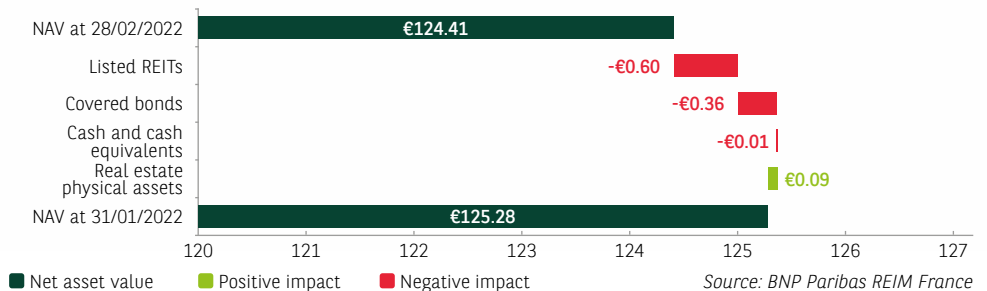 NAV at 28/02/2022
€124.41
Listed REITs
-€0.60
Covered bonds
-€0.36
Cash and cash
equivalents
-€0.01
Real estate
physical assets
€0.09
NAV at 31/01/2022
€125.28
120 121 122 123 124 125 126 127
Net asset value Positive impact Negative impact Source: BNP Paribas REIM France